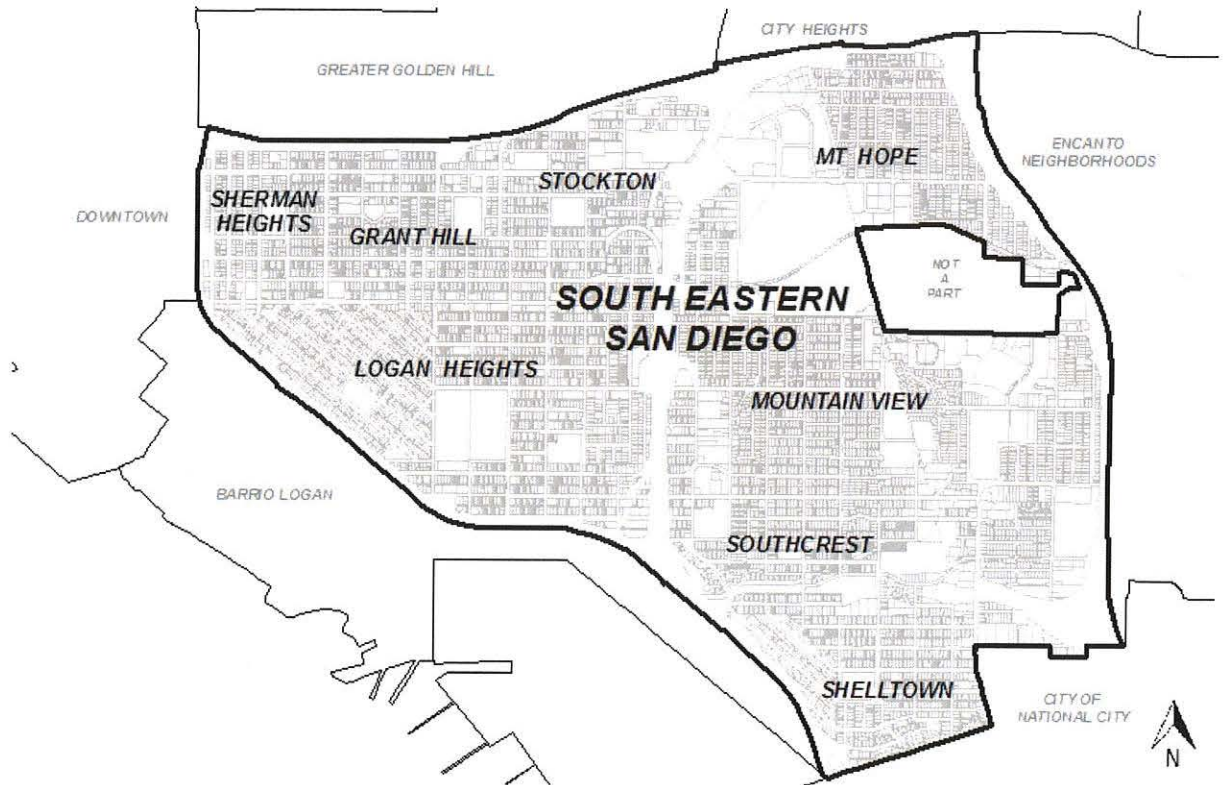 CITY HEIGHTS
GREATER GOLDEN HILL
ENCANTO
NEIGHBORHOODS
MT HOPE
STOCKTON
SHERMAN
HEIGHTS
DOWNTOWN
GRANT HILL
NOT
A
PART
SOUTH EASTERN
SAN DIEGO
LOGAN HEIGHTS
MOUNTAIN VIEW
BARRIO LOGAN
SOUTHCREST
SHELLTOWN
CITY OF
NATIONAL CITY
N